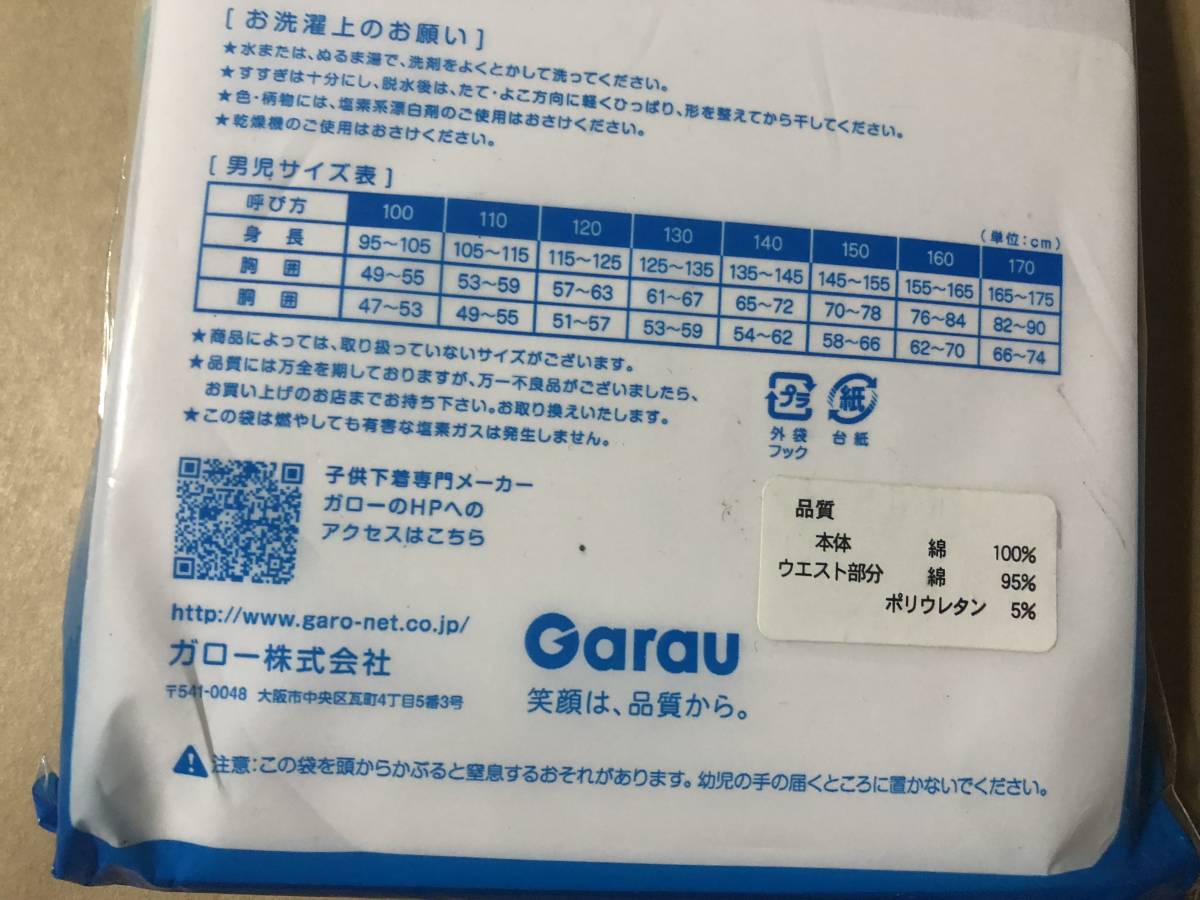 [お洗濯上のお願い]
★水または、ぬるま湯で、洗剤をよくとかして洗ってください。
★すすぎは十分にし、脱水後は、たて・よこ方向に軽くひっぱり、形を整えてから干してください。
★色・柄物には、塩素系漂白剤のご使用はおさけください。
★乾燥機のご使用はおさけください。
[男児サイズ表]
(単位:cm)
呼び方 100 110 120 130 140 150 160 170
身長 95〜105 105〜115 115〜125 125〜135 135〜145 145〜155 155〜165 165〜175
胸囲 49〜55 53〜59 57〜63 61〜67 65〜72 70〜78 76〜84 82〜90
胴囲 47〜53 49〜55 51〜57 53〜59 54〜62 58〜66 62〜70 66〜74
★商品によっては、取り扱っていないサイズがございます。
★品質には万全を期しておりますが、万一不良品がございましたら、
お買い上げのお店までお持ち下さい。お取り換えいたします。
★この袋は燃やしても有害な塩素ガスは発生しません。
プラ 紙
外袋 台紙
フック
子供下着専門メーカー
ガローのHPへの
アクセスはこちら
品質
本体 綿 100%
ウエスト部分 綿 95%
ポリウレタン 5%
http://www.garo-net.co.jp/
ガロー株式会社
〒541-0048 大阪市中央区瓦町4丁目5番3号
Garau
笑顔は、品質から。
注意:この袋を頭からかぶると窒息するおそれがあります。幼児の手の届くところに置かないでください。